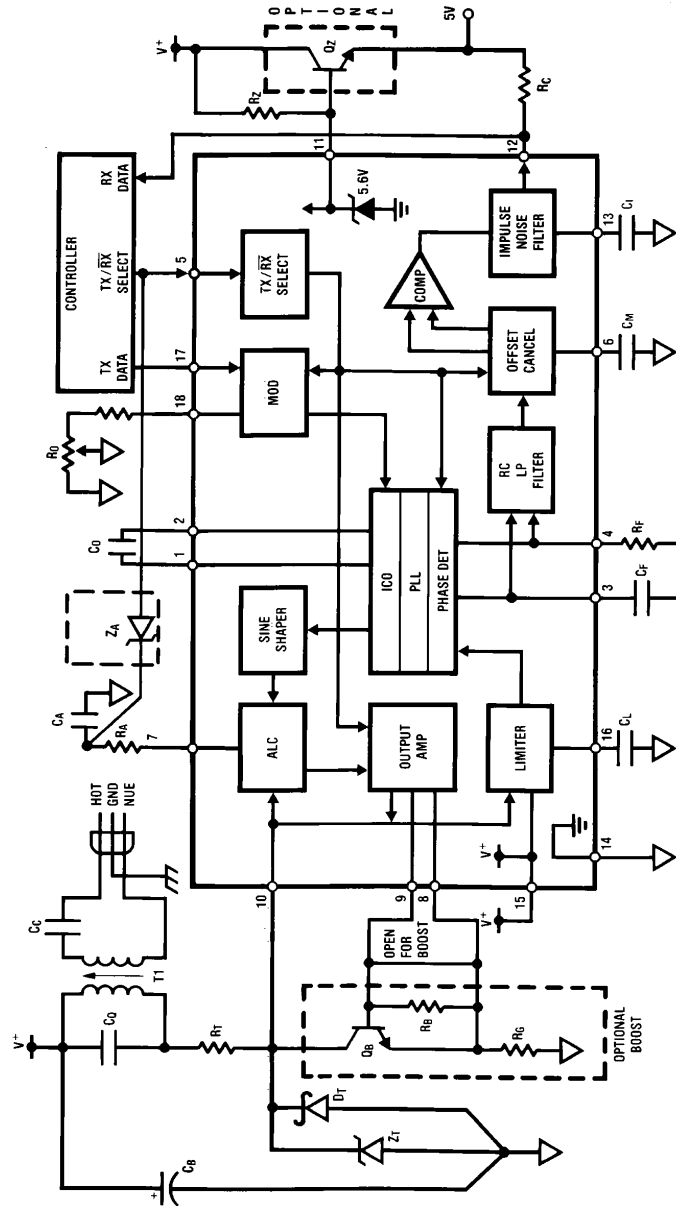 V+
CB
+
CQ
T1
CC
HOT
GND
NUE
RT
DT
ZT
QB
RB
RG
OPTIONAL
BOOST
OPEN
FOR
BOOST
10
9
8
15
V+
V+
14
CA
RA
7
ZA
CO
1
2
RO
18
17
5
CONTROLLER
TX
DATA
TX/RX
SELECT
RX
DATA
ALC
SINE
SHAPER
OUTPUT
AMP
LIMITER
16
CL
ICO
PLL
PHASE DET
3
CF
4
RF
MOD
TX/RX
SELECT
RC
LP
FILTER
OFFSET
CANCEL
6
CM
COMP
IMPULSE
NOISE
FILTER
13
CI
12
RC
5V
5.6V
11
RZ
V+
QZ
OPTIONAL